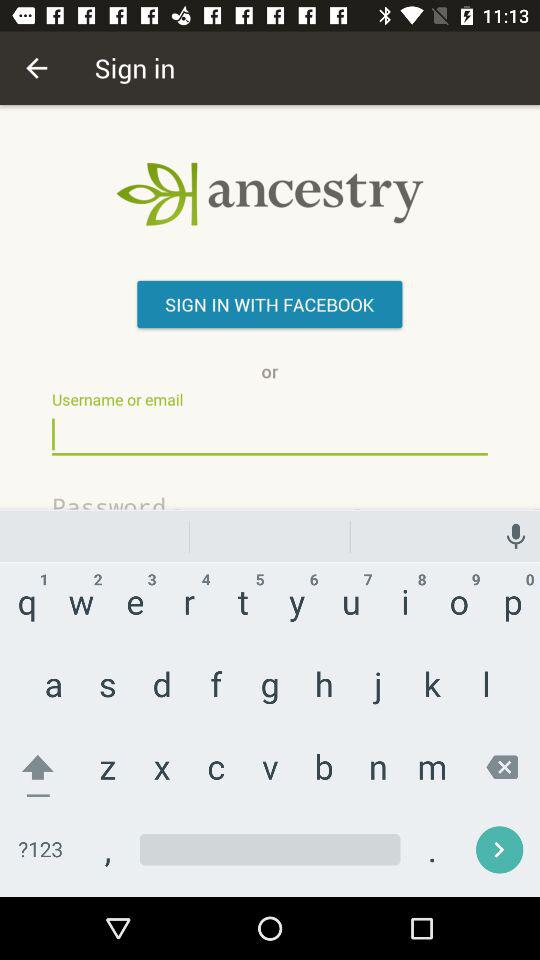 11:13
Sign in
ancestry
SIGN IN WITH FACEBOOK
or
Username or email
Password
1 2 3 4 5 6 7 8 9 0
q w e r t y u i o p
a s d f g h j k l
z x c v b n m
?123 , .